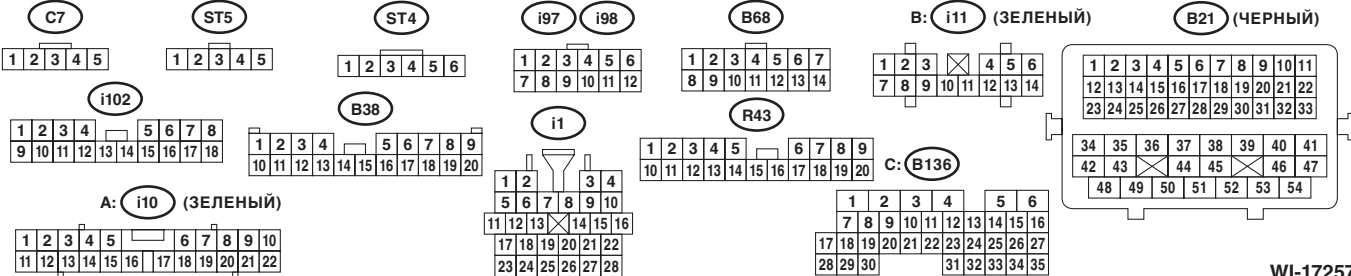 C7
1 2 3 4 5
ST5
1 2 3 4 5
ST4
1 2 3 4 5 6
i97 i98
1 2 3 4 5 6
7 8 9 10 11 12
B68
1 2 3 4 5 6 7
8 9 10 11 12 13 14
B: i11 (ЗЕЛЕНЫЙ)
1 2 3 4 5 6
7 8 9 10 11 12 13 14
B21 (ЧЕРНЫЙ)
1 2 3 4 5 6 7 8 9 10 11
12 13 14 15 16 17 18 19 20 21 22
23 24 25 26 27 28 29 30 31 32 33
34 35 36 37 38 39 40 41
42 43 44 45 46 47
48 49 50 51 52 53 54
i102
1 2 3 4 5 6 7 8
9 10 11 12 13 14 15 16 17 18
B38
1 2 3 4 5 6 7 8 9
10 11 12 13 14 15 16 17 18 19 20
i1
1 2 3 4
5 6 7 8 9 10
11 12 13 14 15 16
17 18 19 20 21 22
23 24 25 26 27 28
R43
1 2 3 4 5 6 7 8 9
10 11 12 13 14 15 16 17 18 19 20
C: B136
1 2 3 4 5 6
7 8 9 10 11 12 13 14 15 16
17 18 19 20 21 22 23 24 25 26 27
28 29 30 31 32 33 34 35
A: i10 (ЗЕЛЕНЫЙ)
1 2 3 4 5 6 7 8 9 10
11 12 13 14 15 16 17 18 19 20 21 22
WI-17257